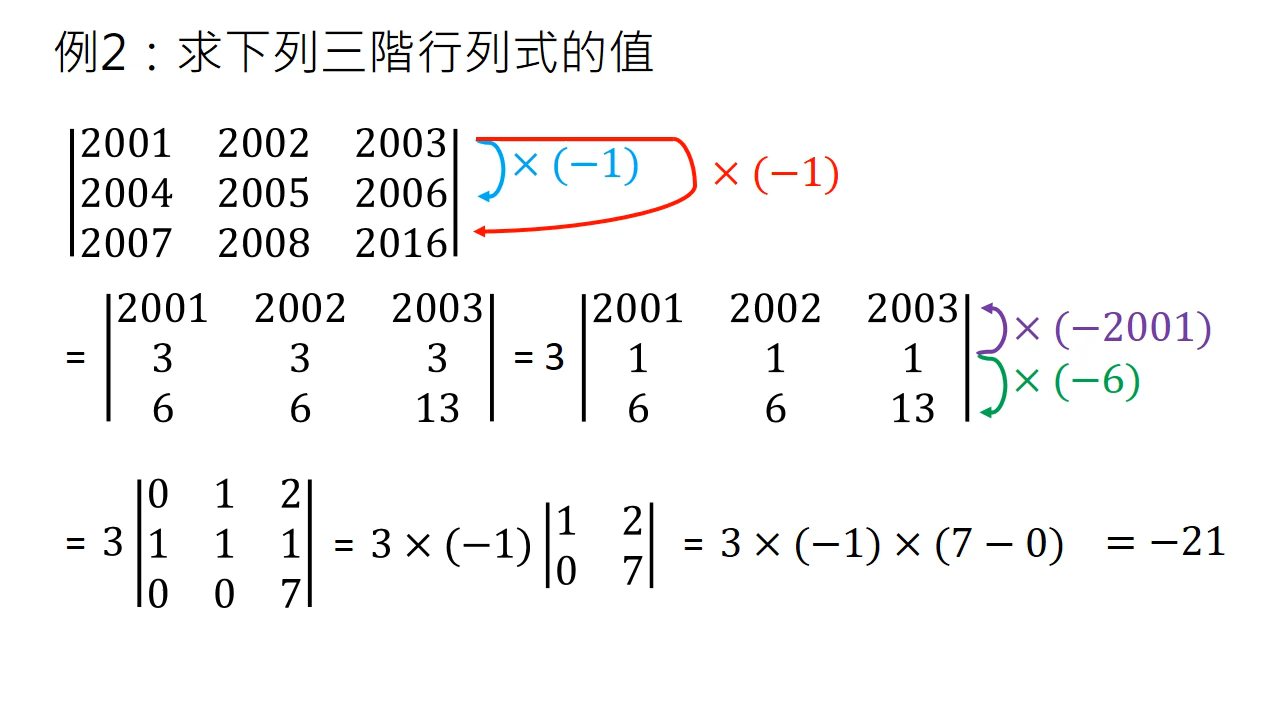 例2：求下列三階行列式的值
|2001 2002 2003|
|2004 2005 2006| × (−1) × (−1)
|2007 2008 2016|
|2001 2002 2003| |2001 2002 2003| × (−2001)
= |3 3 3| = 3 |1 1 1| × (−6)
|6 6 13| |6 6 13|
|0 1 2| |1 2|
= 3 |1 1 1| = 3 × (−1) |0 7| = 3 × (−1) × (7 − 0) = −21
|0 0 7|